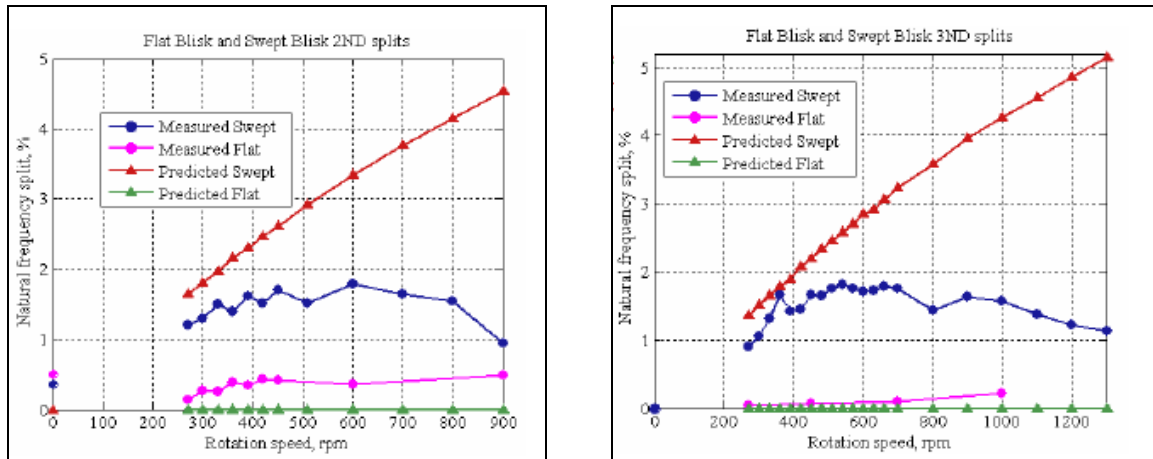 Flat Blisk and Swept Blisk 2ND splits
5
4
3
2
1
0
Natural frequency split, %
Measured Swept
Measured Flat
Predicted Swept
Predicted Flat
0 100 200 300 400 500 600 700 800 900
Rotation speed, rpm
Flat Blisk and Swept Blisk 3ND splits
5
4
3
2
1
0
Natural frequency split, %
Measured Swept
Measured Flat
Predicted Swept
Predicted Flat
0 200 400 600 800 1000 1200
Rotation speed, rpm